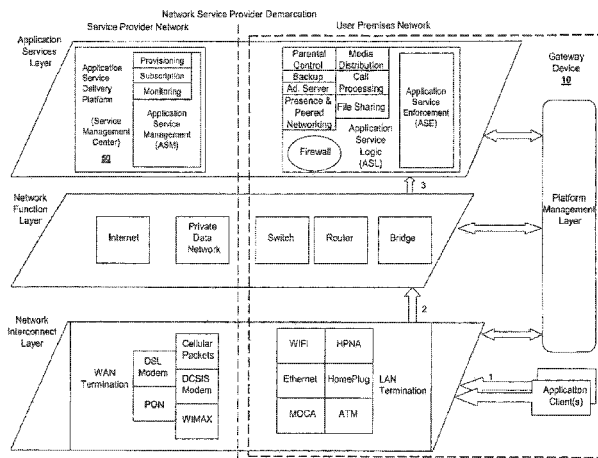 Network Service Provider Demarcation
Service Provider Network
User Premises Network
Application
Services
Layer
Application
Service
Delivery
Platform
(Service
Management
Center)
50
Provisioning
Subscription
Monitoring
Application
Service
Management
(ASM)
Parental
Control
Media
Distribution
Backup
Ad. Server
Call
Processing
Presence &
Peered
Networking
File Sharing
Firewall
Application
Service
Logic
(ASL)
Application
Service
Enforcement
(ASE)
Gateway
Device
10
Platform
Management
Layer
3
Network
Function
Layer
Internet
Private
Data
Network
Switch
Router
Bridge
2
Network
Interconnect
Layer
WAN
Termination
DSL
Modem
PON
Cellular
Packets
DCSIS
Modem
WIMAX
WIFI
HPNA
Ethernet
HomePlug
MOCA
ATM
LAN
Termination
1
Application
Client(s)